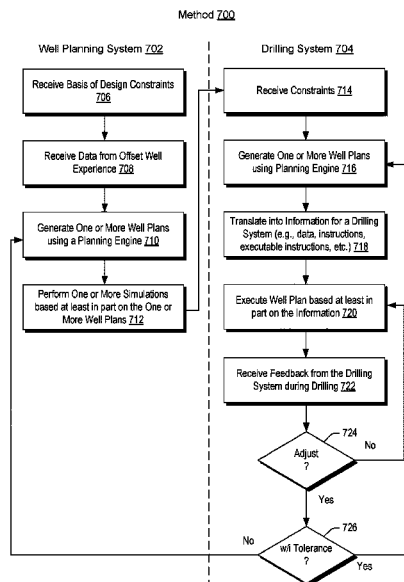 Method 700
Well Planning System 702
Drilling System 704
Receive Basis of Design Constraints
706
Receive Data from Offset Well
Experience 708
Generate One or More Well Plans
using a Planning Engine 710
Perform One or More Simulations
based at least in part on the One
or More Well Plans 712
Receive Constraints 714
Generate One or More Well Plans
using Planning Engine 716
Translate into Information for a Drilling
System (e.g., data, instructions,
executable instructions, etc.) 718
Execute Well Plan based at least in
part on the Information
720
Receive Feedback from the Drilling
System during Drilling 722
724
Adjust
?
No
Yes
726
No
w/i Tolerance
?
Yes